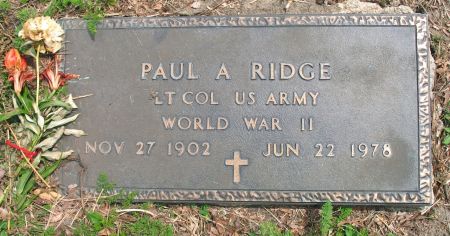 PAUL A RIDGE
LT COL US ARMY
WORLD WAR II
NOV 27 1902 JUN 22 1978